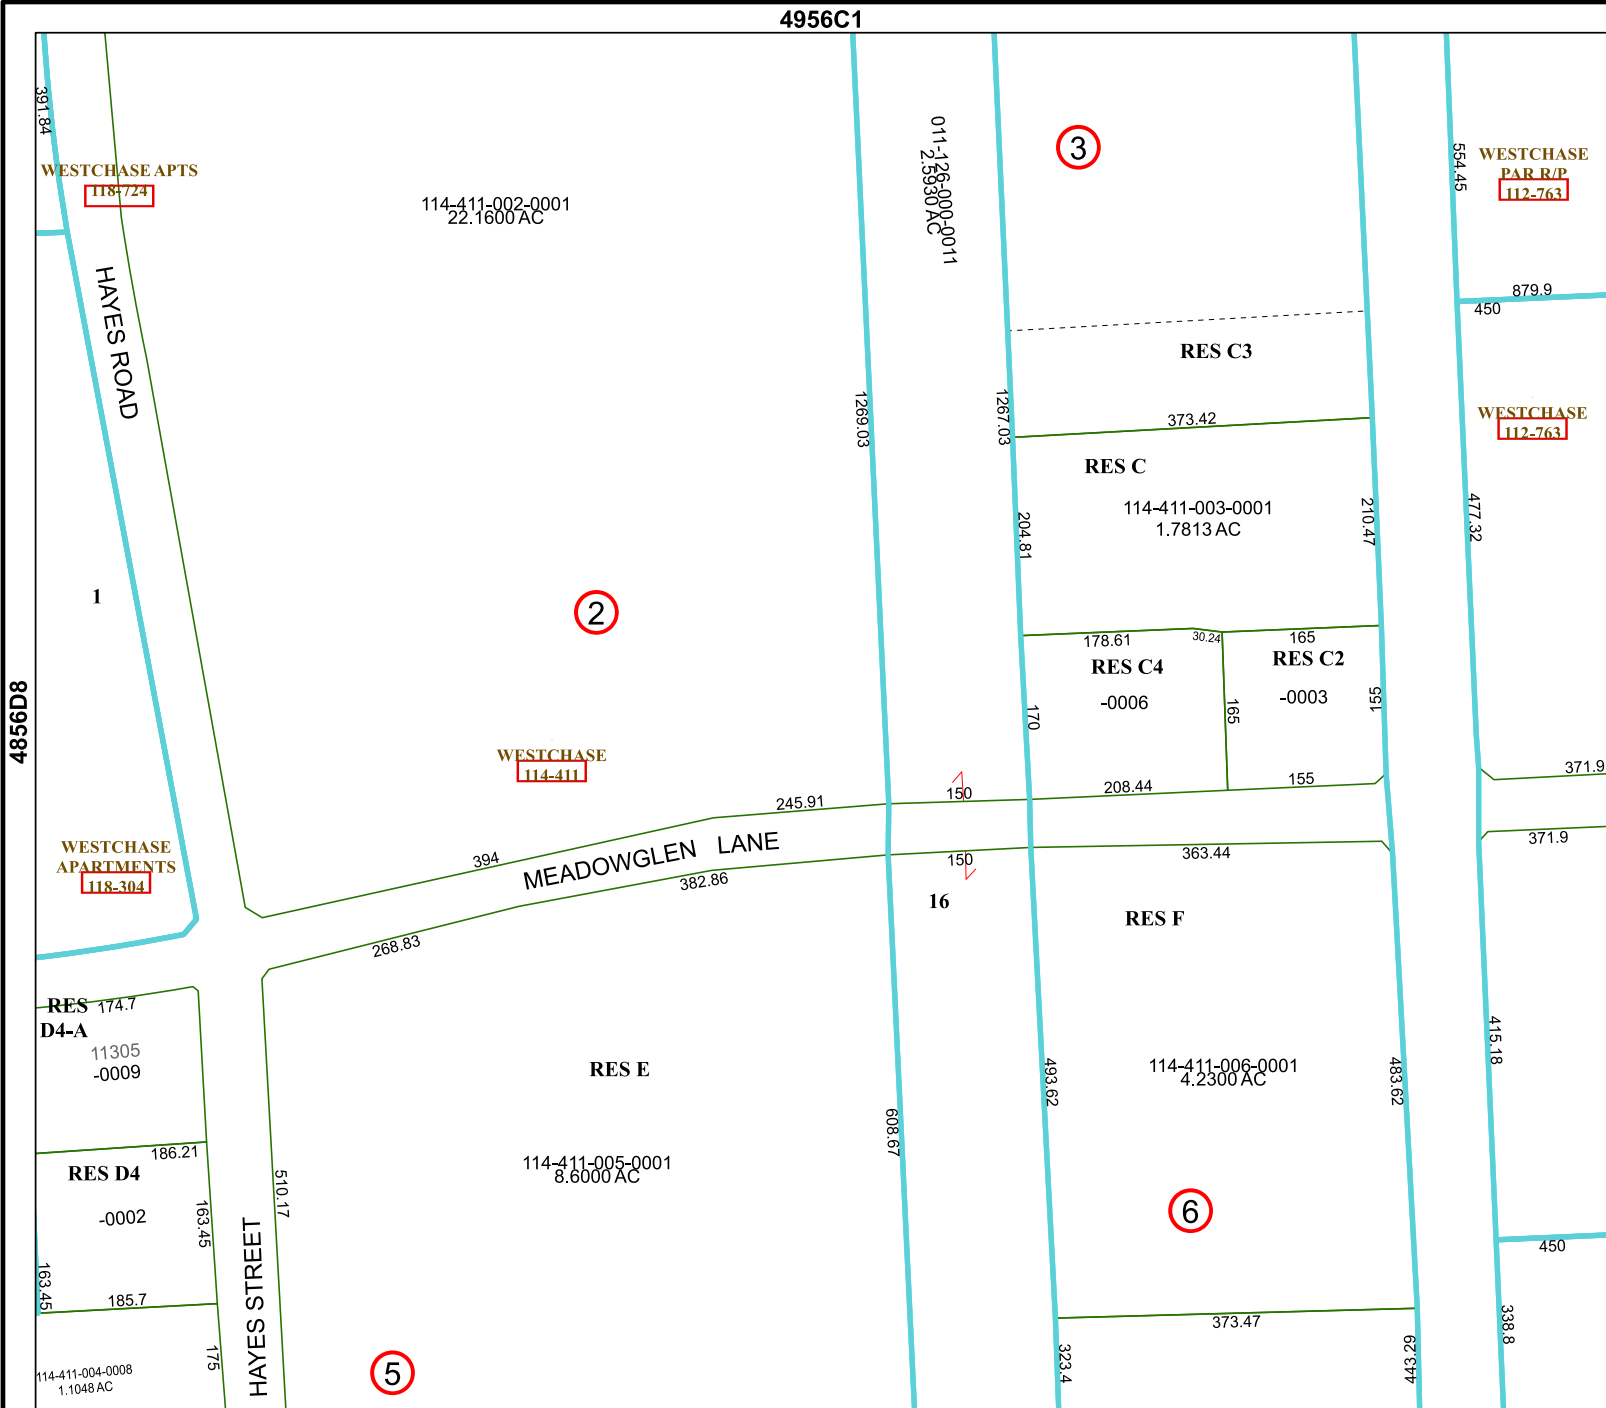 4956C1
391.84
WESTCHASE APTS
118-724
HAYES ROAD
114-411-002-0001
22.1600 AC
011-126-000-0011
2.5930 AC
3
554.45
WESTCHASE
PAR R/P
112-763
879.9
450
RES C3
1269.03
1267.03
373.42
WESTCHASE
112-763
RES C
114-411-003-0001
1.7813 AC
204.81
210.47
477.32
1
2
178.61
30.24
165
RES C4
RES C2
-0006
-0003
170
165
155
4856D8
WESTCHASE
114-411
245.91
150
208.44
155
371.9
394
MEADOWGLEN LANE
382.86
150
363.44
371.9
WESTCHASE
APARTMENTS
118-304
16
RES F
268.83
RES
D4-A
174.7
11305
-0009
RES E
493.62
114-411-006-0001
4.2300 AC
483.62
415.18
608.67
186.21
RES D4
-0002
163.45
510.17
114-411-005-0001
8.6000 AC
6
450
163.45
185.7
HAYES STREET
373.47
338.8
175
323.4
443.29
114-411-004-0008
1.1048 AC
5